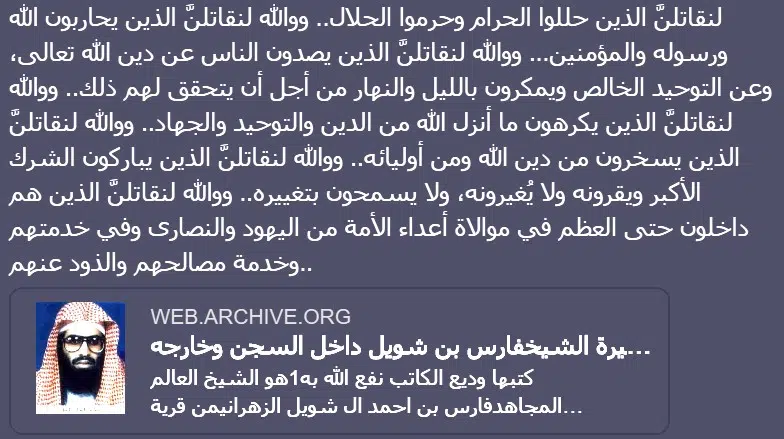 لنقاتلنَّ الذين حللوا الحرام وحرموا الحلال.. ووالله لنقاتلنَّ الذين يحاربون الله
ورسوله والمؤمنين... ووالله لنقاتلنَّ الذين يصدون الناس عن دين الله تعالى،
وعن التوحيد الخالص ويمكرون بالليل والنهار من أجل أن يتحقق لهم ذلك.. ووالله
لنقاتلنَّ الذين يكرهون ما أنزل الله من الدين والتوحيد والجهاد.. ووالله لنقاتلنَّ
الذين يسخرون من دين الله ومن أوليائه.. ووالله لنقاتلنَّ الذين يباركون الشرك
الأكبر ويقرونه ولا يُغيرونه، ولا يسمحون بتغييره.. ووالله لنقاتلنَّ الذين هم
داخلون حتى العظم في موالاة أعداء الأمة من اليهود والنصارى وفي خدمتهم
وخدمة مصالحهم والذود عنهم..
WEB.ARCHIVE.ORG
...يرة الشيخفارس بن شويل داخل السجن وخارجه
كتبها وديع الكاتب نفع الله به1هو الشيخ العالم
المجاهدفارس بن احمد ال شويل الزهرانيمن قرية...